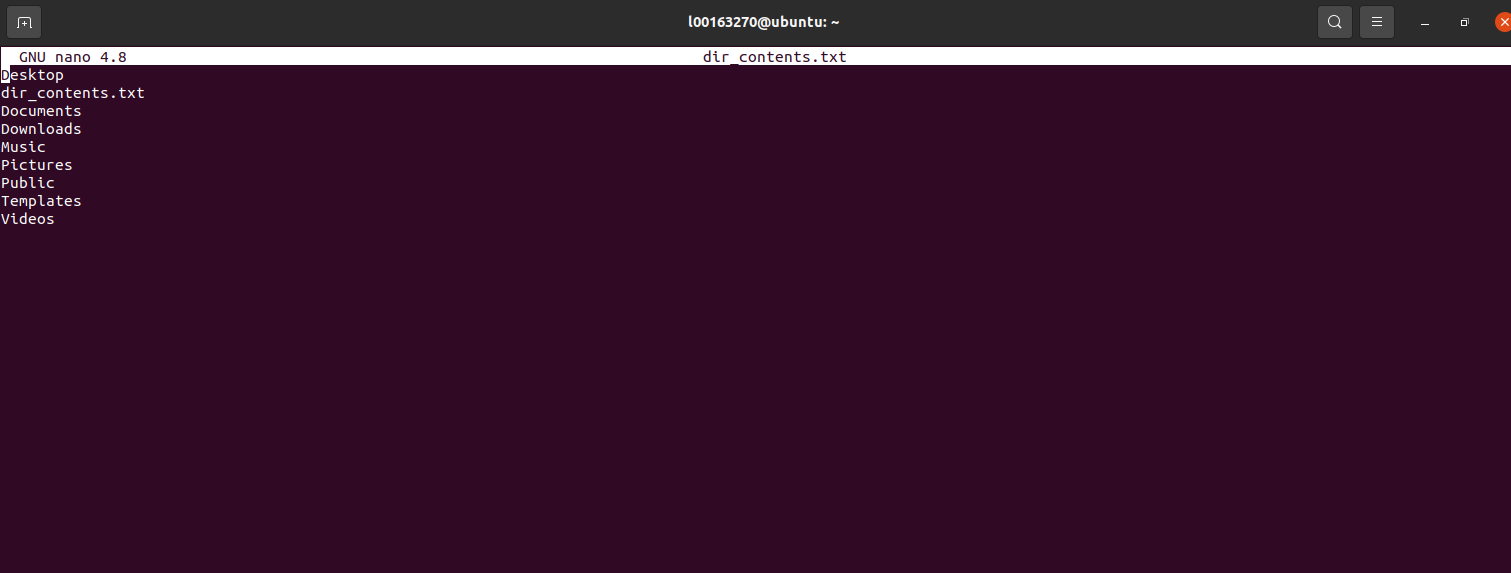 l00163270@ubuntu: ~
GNU nano 4.8 dir_contents.txt
Desktop
dir_contents.txt
Documents
Downloads
Music
Pictures
Public
Templates
Videos